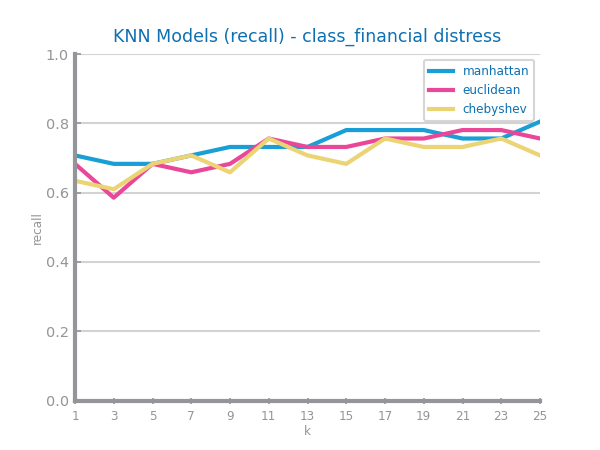 KNN Models (recall) - class_financial distress
manhattan
euclidean
chebyshev
1.0
0.8
0.6
0.4
0.2
0.0
recall
1 3 5 7 9 11 13 15 17 19 21 23 25
k